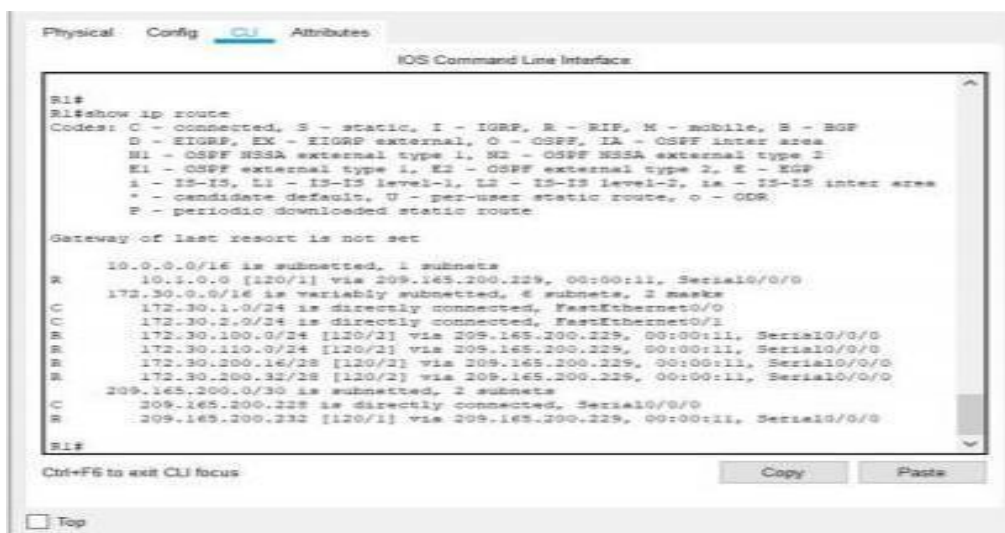 Physical Config CLI Attributes
IOS Command Line Interface
R1#
R1#show ip route
Codes: C - connected, S - static, I - IGRP, R - RIP, M - mobile, B - BGP
D - EIGRP, EX - EIGRP external, O - OSPF, IA - OSPF inter area
N1 - OSPF NSSA external type 1, N2 - OSPF NSSA external type 2
E1 - OSPF external type 1, E2 - OSPF external type 2, E - EGP
i - IS-IS, L1 - IS-IS level-1, L2 - IS-IS level-2, ia - IS-IS inter area
* - candidate default, U - per-user static route, o - ODR
P - periodic downloaded static route
Gateway of last resort is not set
10.0.0.0/16 is subnetted, 1 subnets
R 10.1.0.0 [120/1] via 209.165.200.229, 00:00:11, Serial0/0/0
172.30.0.0/16 is variably subnetted, 6 subnets, 2 masks
C 172.30.1.0/24 is directly connected, FastEthernet0/0
C 172.30.2.0/24 is directly connected, FastEthernet0/1
R 172.30.100.0/24 [120/2] via 209.165.200.229, 00:00:11, Serial0/0/0
R 172.30.110.0/24 [120/2] via 209.165.200.229, 00:00:11, Serial0/0/0
R 172.30.200.16/28 [120/2] via 209.165.200.229, 00:00:11, Serial0/0/0
R 172.30.200.32/28 [120/2] via 209.165.200.229, 00:00:11, Serial0/0/0
209.165.200.0/30 is subnetted, 2 subnets
C 209.165.200.228 is directly connected, Serial0/0/0
R 209.165.200.232 [120/1] via 209.165.200.229, 00:00:11, Serial0/0/0
R1#
Ctrl+F6 to exit CLI focus
Copy Paste
Top